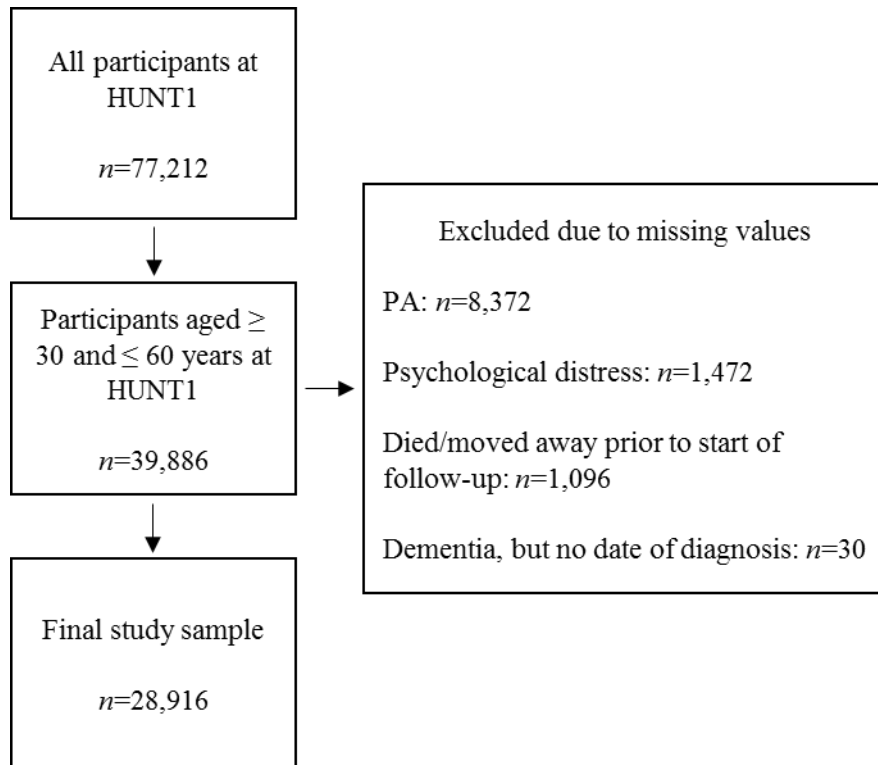 All participants at
HUNT1
n=77,212
Participants aged ≥
30 and ≤ 60 years at
HUNT1
n=39,886
Excluded due to missing values
PA: n=8,372
Psychological distress: n=1,472
Died/moved away prior to start of
follow-up: n=1,096
Dementia, but no date of diagnosis: n=30
Final study sample
n=28,916